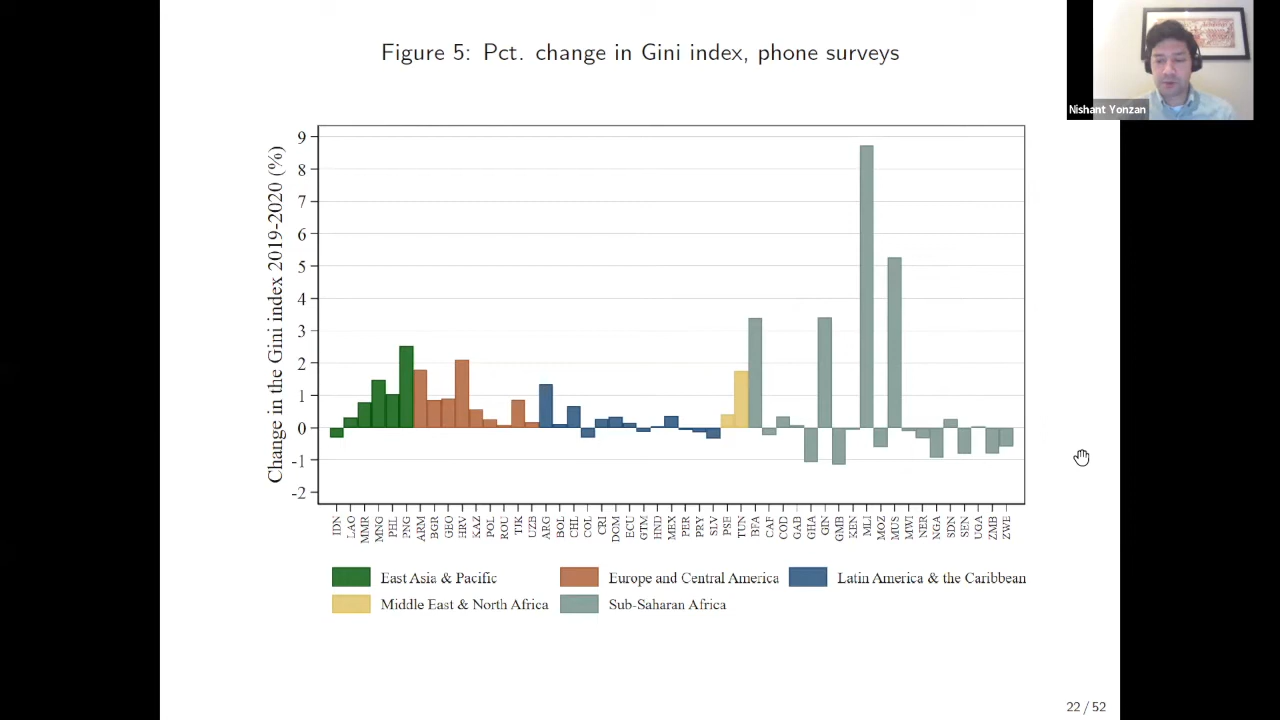 Figure 5: Pct. change in Gini index, phone surveys
Nishant Yonzan
Change in the Gini index 2019-2020 (%)
9
8
7
6
5
4
3
2
1
0
-1
-2
IDN LAO MMR MNG PHL PNG ARM BGR GEO HRV KAZ POL ROU TJK UZB ARG BOL CHL COL CRI DOM ECU GTM HND MEX PER PRY SLV PSE TUN BFA CAF COD GAB GHA GIN GMB KEN MLI MOZ MUS MWI NER NGA SDN SEN UGA ZMB ZWE
East Asia & Pacific Europe and Central America Latin America & the Caribbean
Middle East & North Africa Sub-Saharan Africa
22 / 52